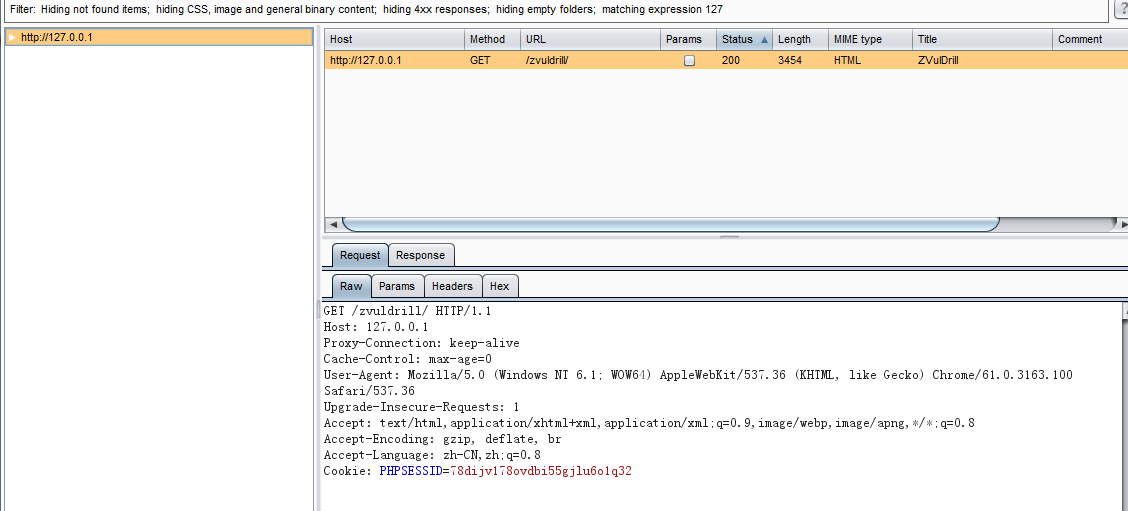 Filter: Hiding not found items; hiding CSS, image and general binary content; hiding 4xx responses; hiding empty folders; matching expression 127
?
http://127.0.0.1
Host Method URL Params Status Length MIME type Title Comment
http://127.0.0.1 GET /zvuldrill/ 200 3454 HTML ZVulDrill
Request Response
Raw Params Headers Hex
GET /zvuldrill/ HTTP/1.1
Host: 127.0.0.1
Proxy-Connection: keep-alive
Cache-Control: max-age=0
User-Agent: Mozilla/5.0 (Windows NT 6.1; WOW64) AppleWebKit/537.36 (KHTML, like Gecko) Chrome/61.0.3163.100
Safari/537.36
Upgrade-Insecure-Requests: 1
Accept: text/html,application/xhtml+xml,application/xml;q=0.9,image/webp,image/apng,*/*;q=0.8
Accept-Encoding: gzip, deflate, br
Accept-Language: zh-CN,zh;q=0.8
Cookie: PHPSESSID=78dijv178ovdbi55gjlu6o1q32